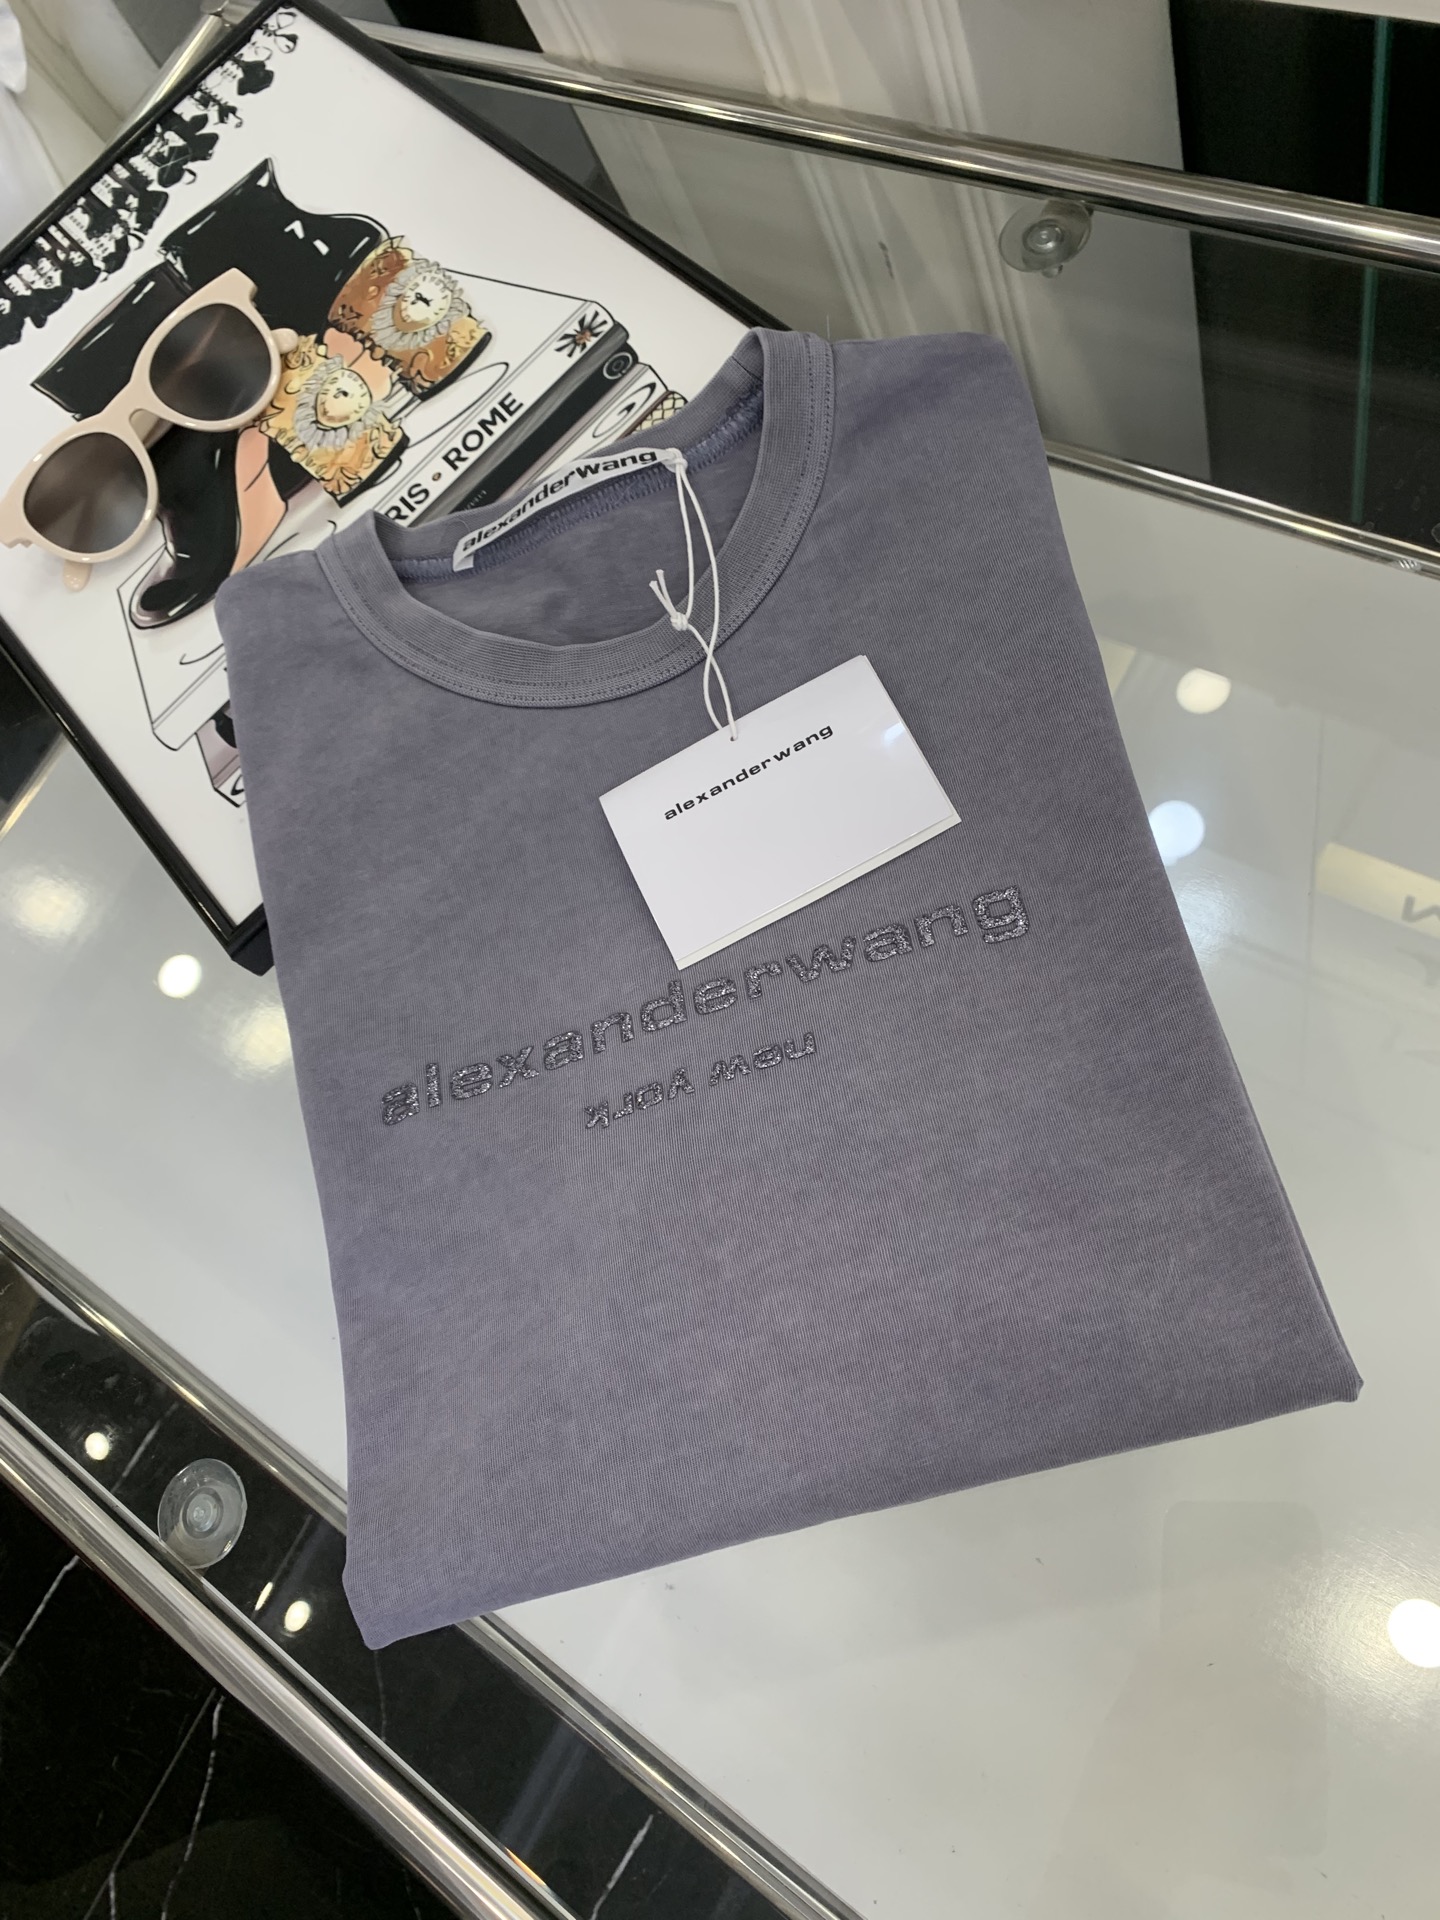 RIS • ROME
alexanderwang
alexanderwang
alexanderwang
new york